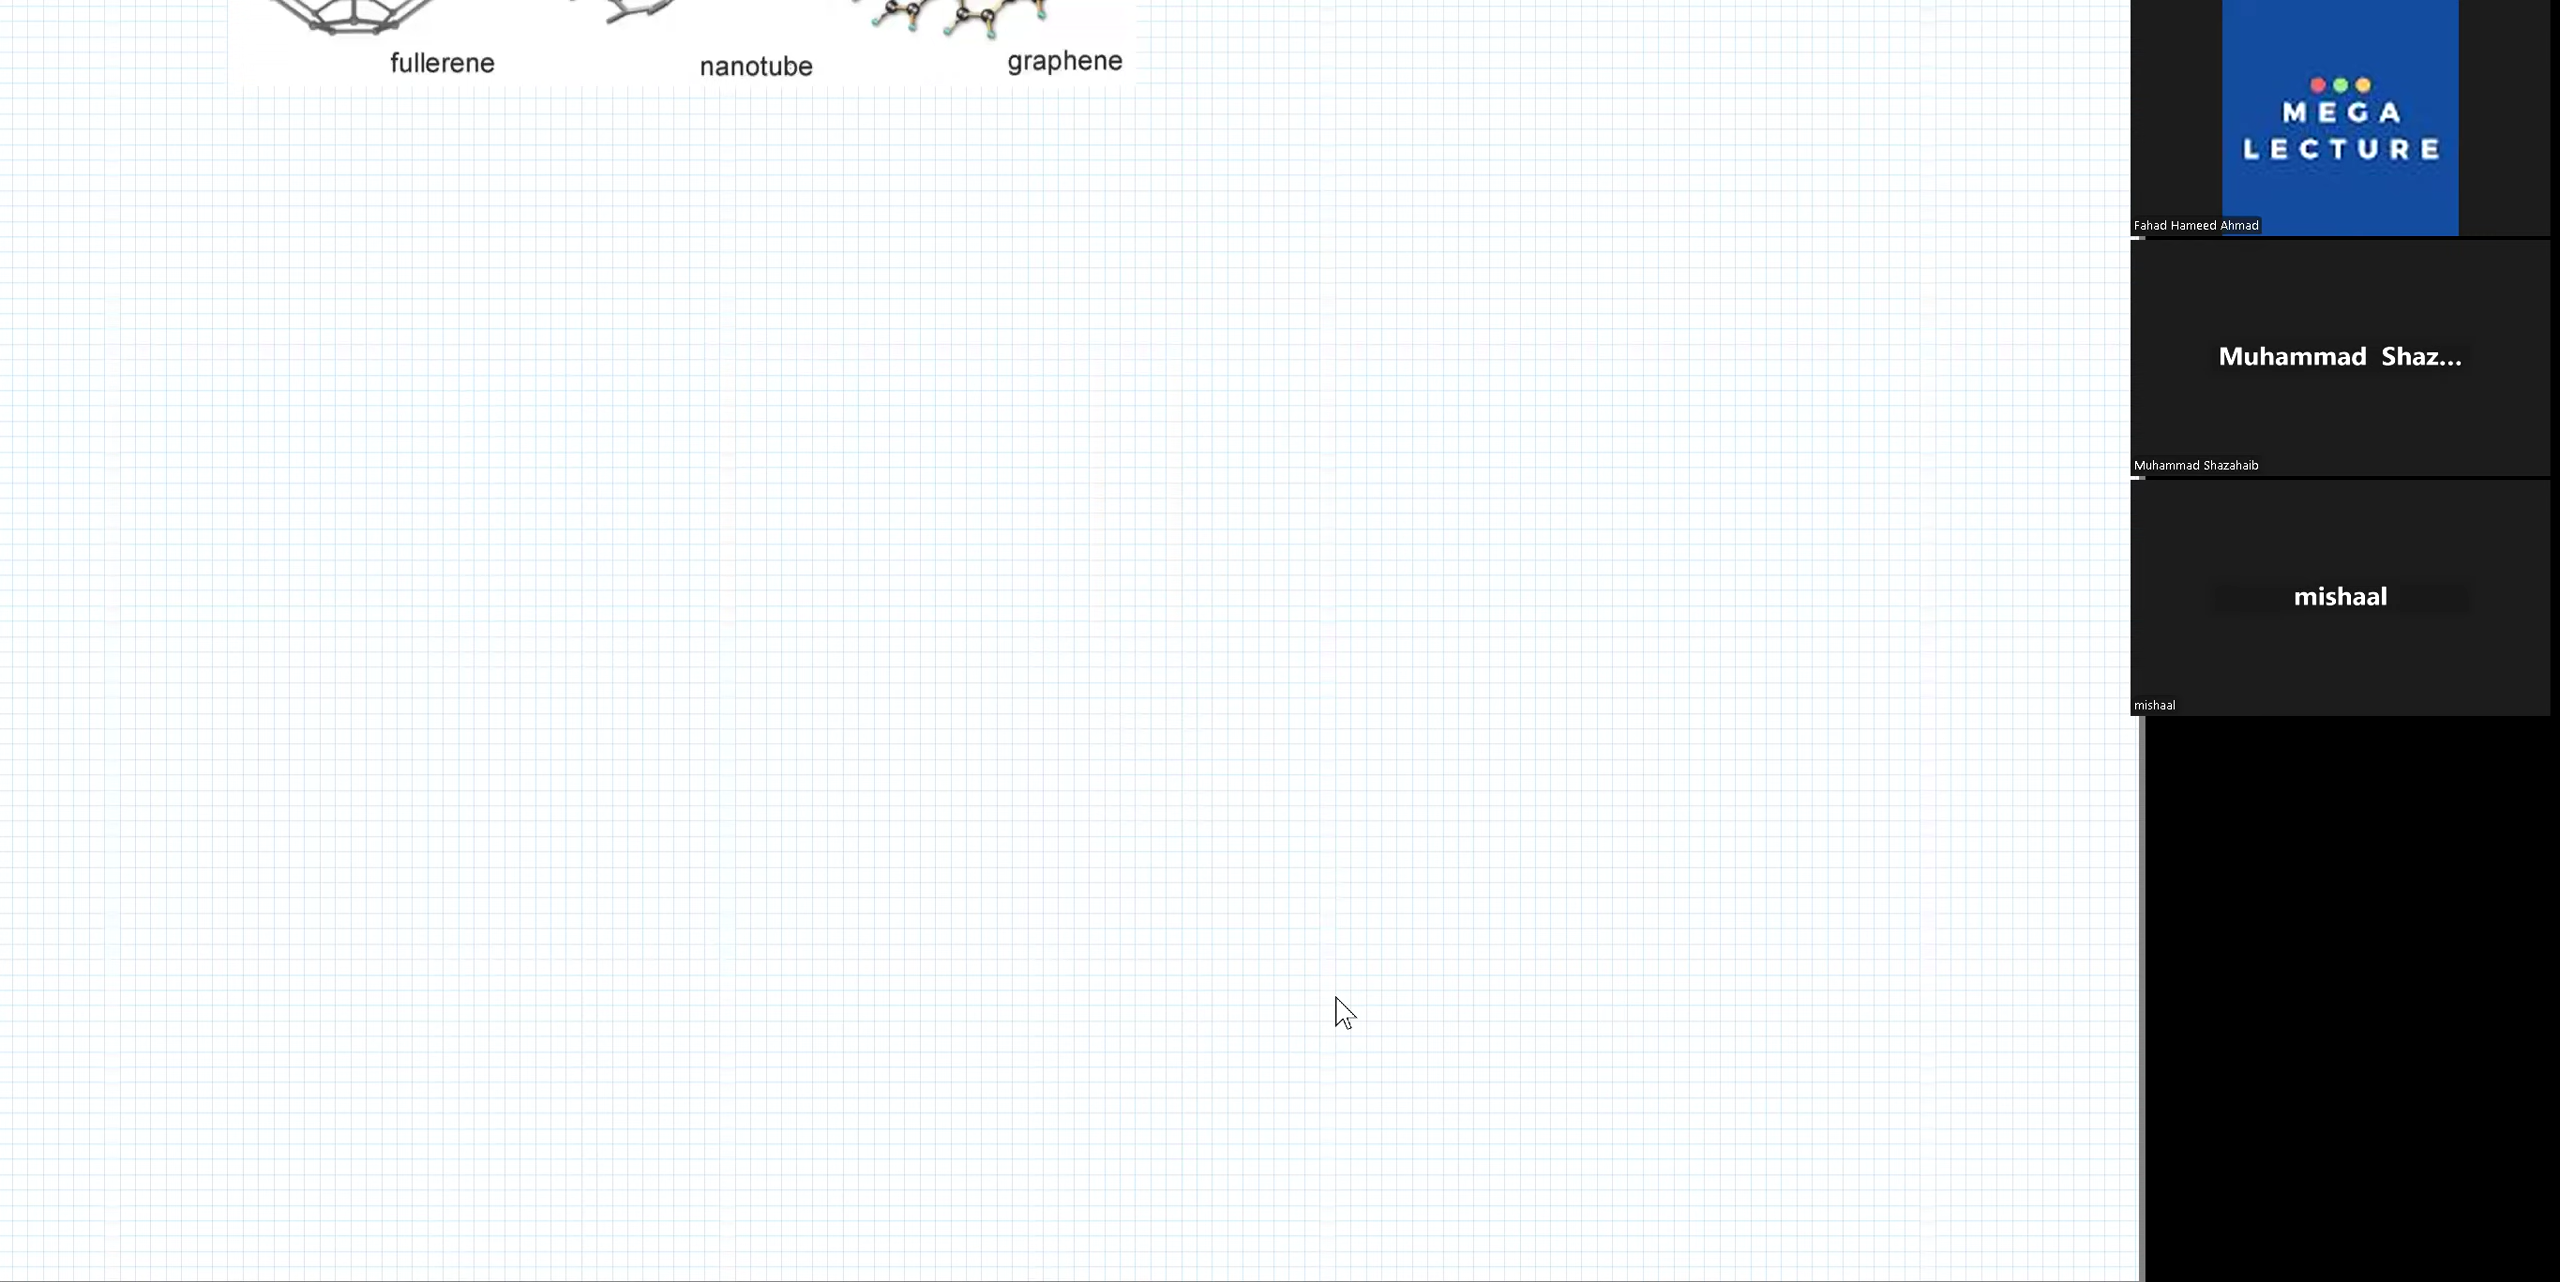 fullerene
nanotube
graphene
MEGA
LECTURE
Fahad Hameed Ahmad
Muhammad Shaz...
Muhammad Shazahaib
mishaal
mishaal